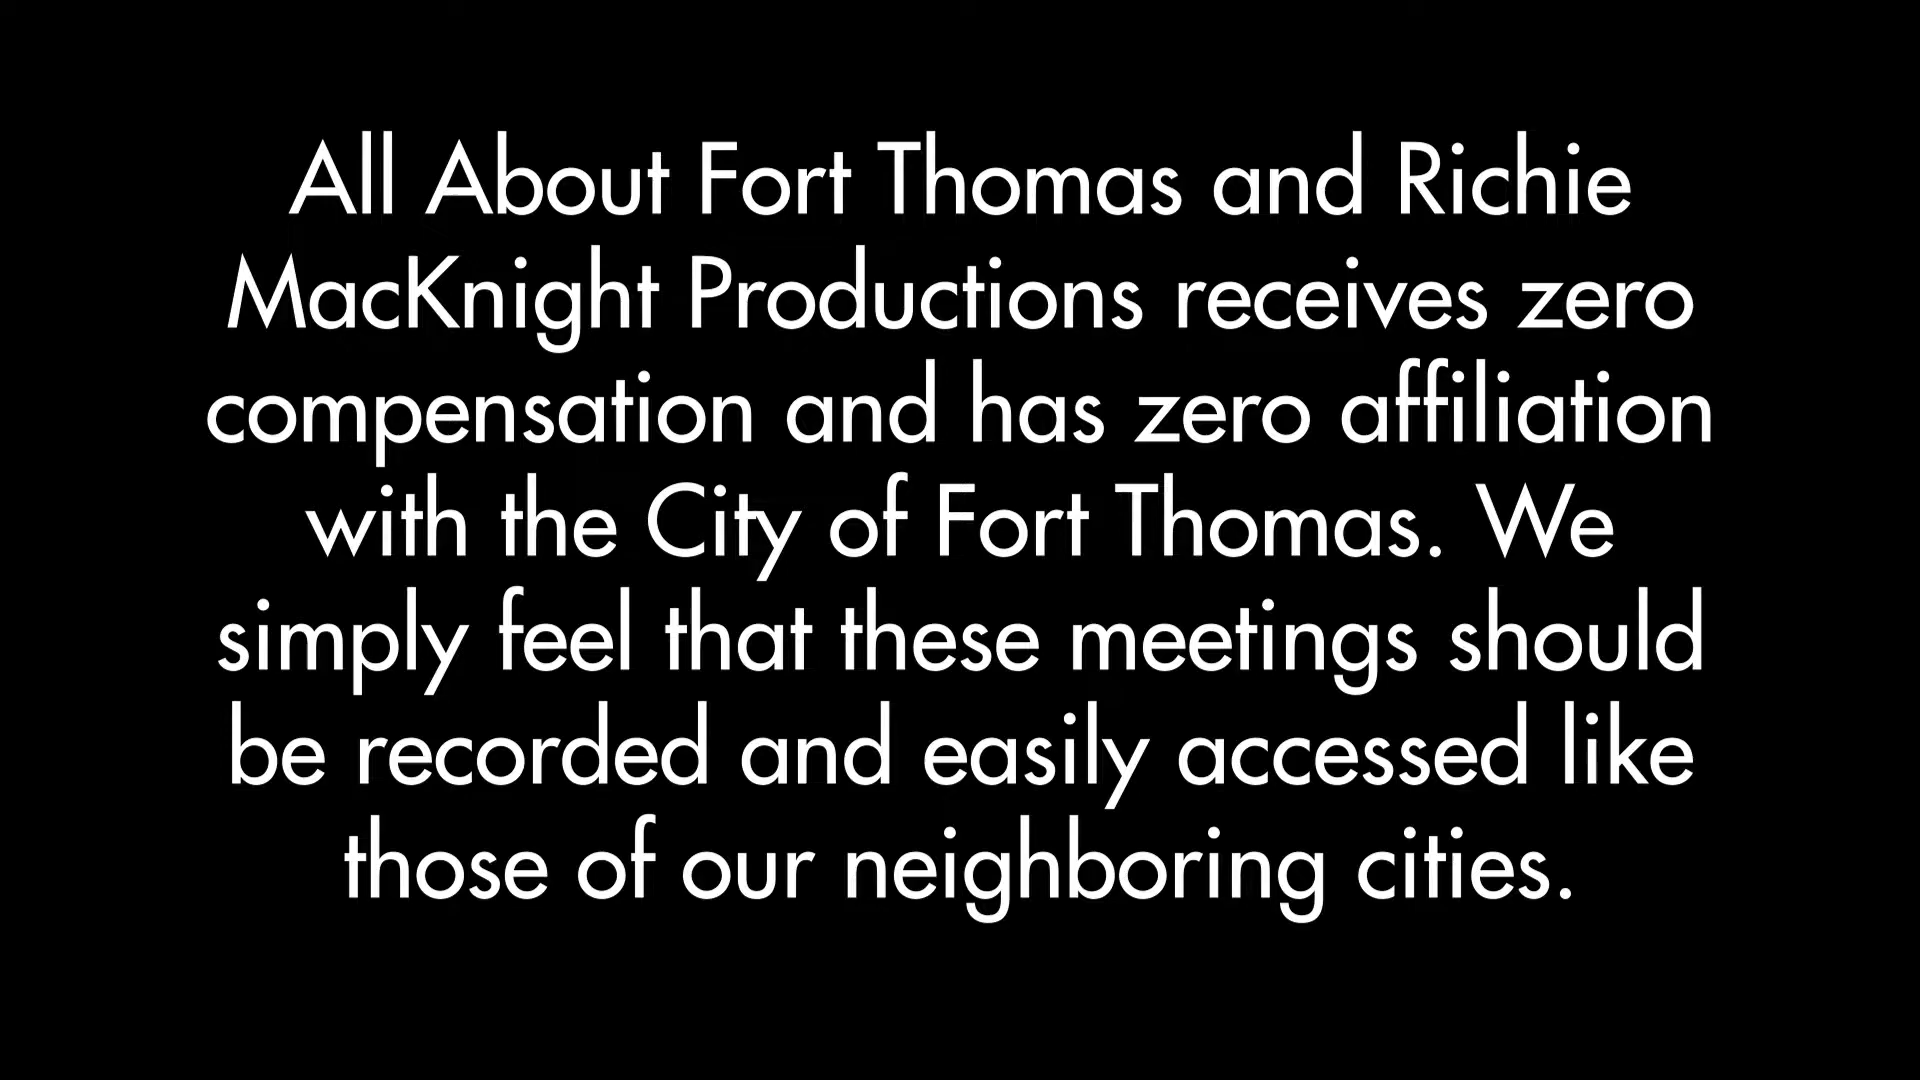 All About Fort Thomas and Richie
MacKnight Productions receives zero
compensation and has zero affiliation
with the City of Fort Thomas. We
simply feel that these meetings should
be recorded and easily accessed like
those of our neighboring cities.